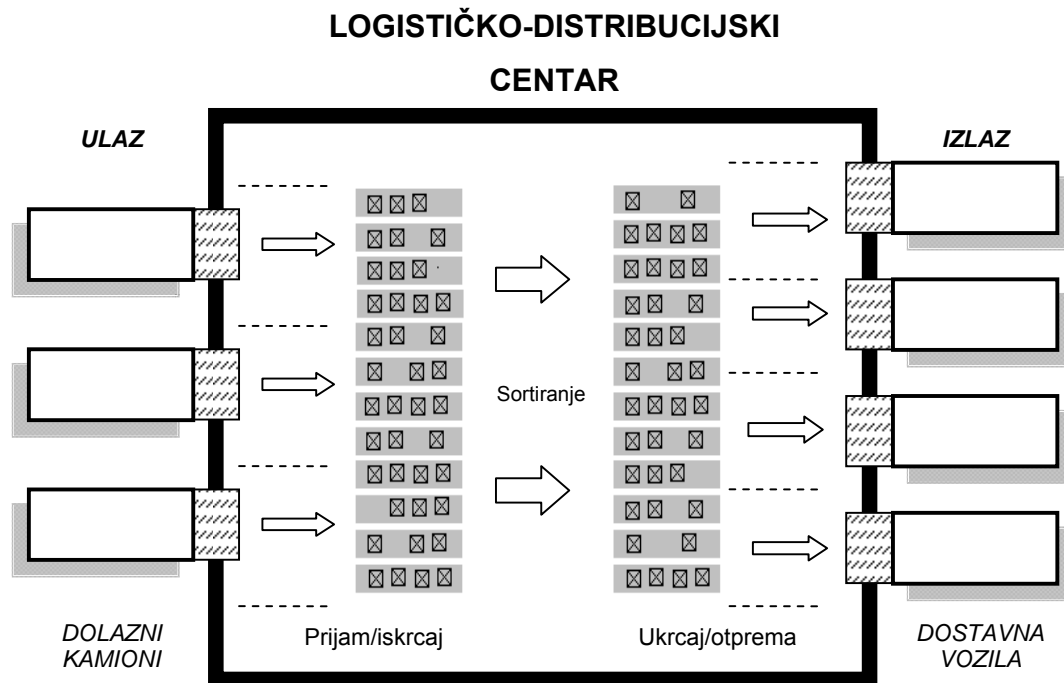 LOGISTIČKO-DISTRIBUCIJSKI
CENTAR
ULAZ
IZLAZ
Sortiranje
DOLAZNI
KAMIONI
Prijam/iskrcaj
Ukrcaj/otprema
DOSTAVNA
VOZILA